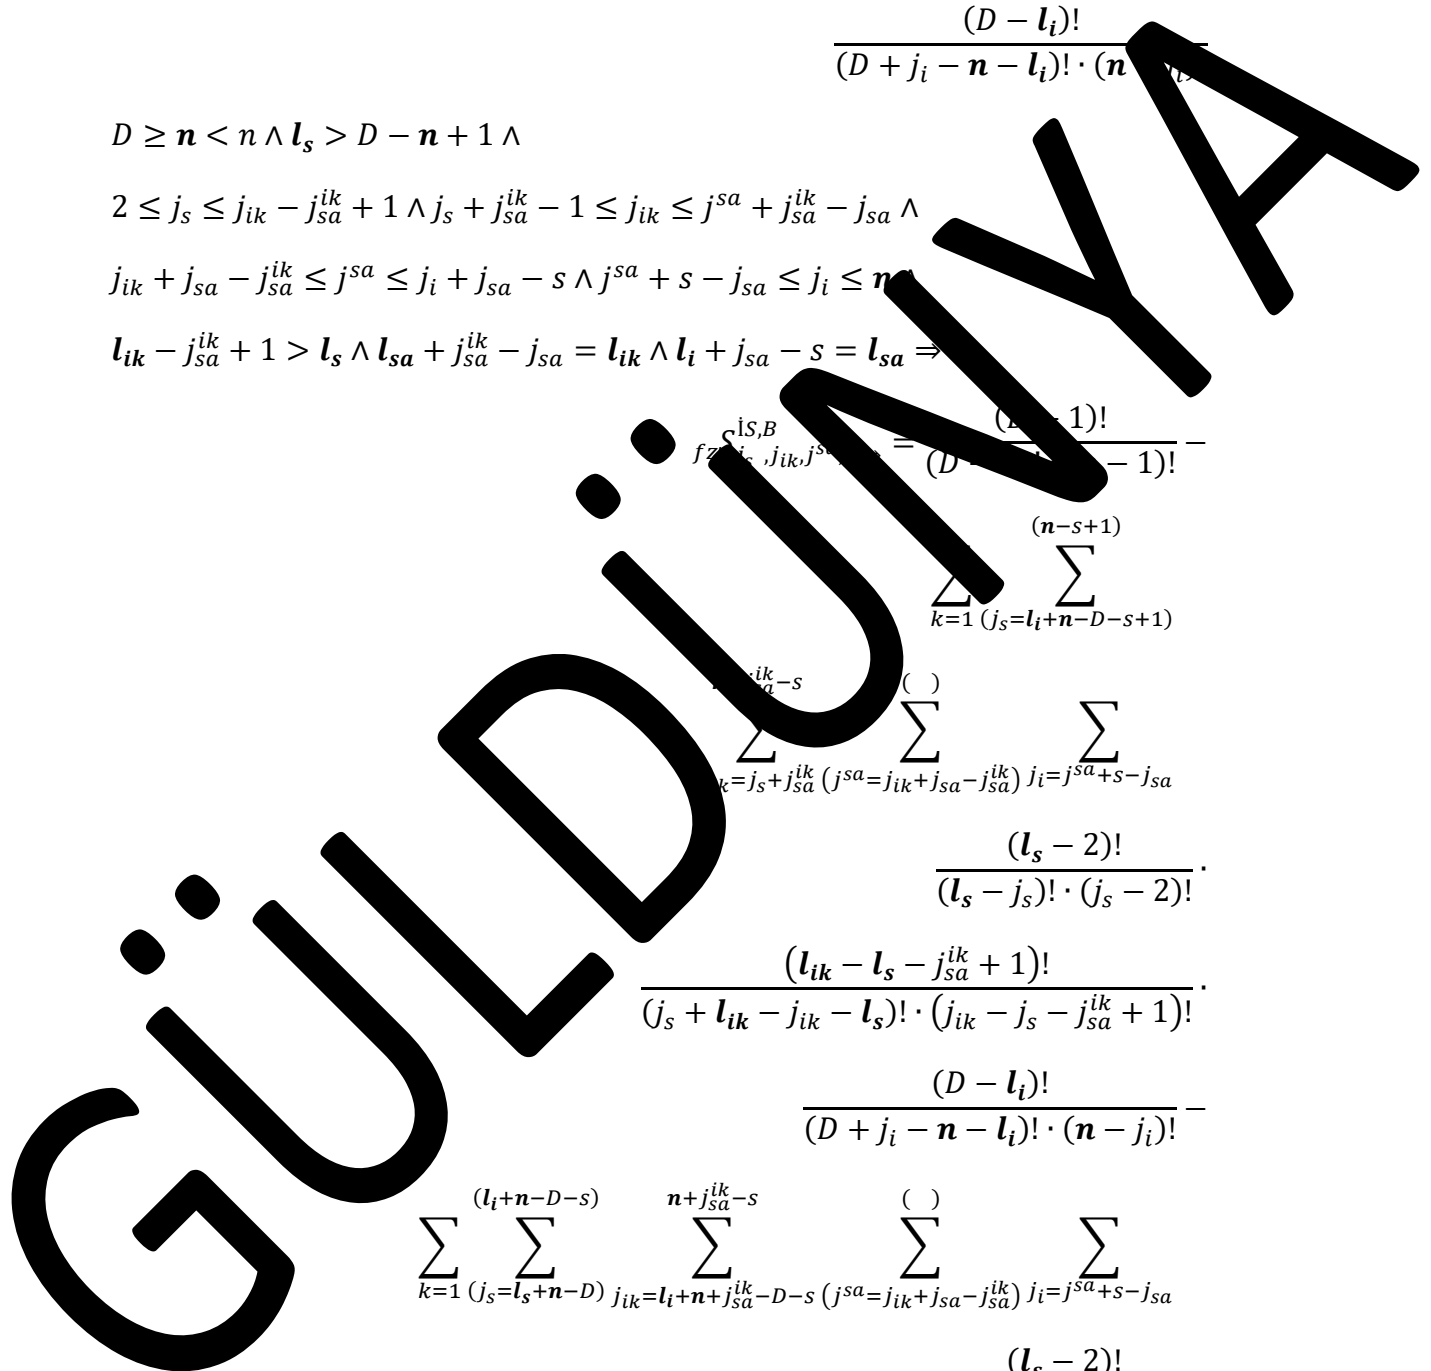 (D − l_i)!
(D + j_i − n − l_i)! · (n
D ≥ n < n ∧ l_s > D − n + 1 ∧
2 ≤ j_s ≤ j_ik − j_sa^ik + 1 ∧ j_s + j_sa^ik − 1 ≤ j_ik ≤ j^sa + j_sa^ik − j_sa ∧
j_ik + j_sa − j_sa^ik ≤ j^sa ≤ j_i + j_sa − s ∧ j^sa + s − j_sa ≤ j_i ≤ n ∧
l_ik − j_sa^ik + 1 > l_s ∧ l_sa + j_sa^ik − j_sa = l_ik ∧ l_i + j_sa − s = l_sa ⇒
İS,B = 1)! −
,j_ik,j (D − 1)!
(n−s+1)
∑ ∑
k=1 (j_s=l_i+n−D−s+1)
j_sa^ik−s ( )
∑ ∑ ∑
=j_s+j_sa^ik (j^sa=j_ik+j_sa−j_sa^ik) j_i=j^sa+s−j_sa
(l_s − 2)!
(l_s − j_s)! · (j_s − 2)! ·
(l_ik − l_s − j_sa^ik + 1)!
(j_s + l_ik − j_ik − l_s)! · (j_ik − j_s − j_sa^ik + 1)! ·
(D − l_i)!
(D + j_i − n − l_i)! · (n − j_i)! −
(l_i+n−D−s) n+j_sa^ik−s ( )
∑ ∑ ∑ ∑ ∑
k=1 (j_s=l_s+n−D) j_ik=l_i+n+j_sa^ik−D−s (j^sa=j_ik+j_sa−j_sa^ik) j_i=j^sa+s−j_sa
(l_s − 2)!
GÜLDÜNYA